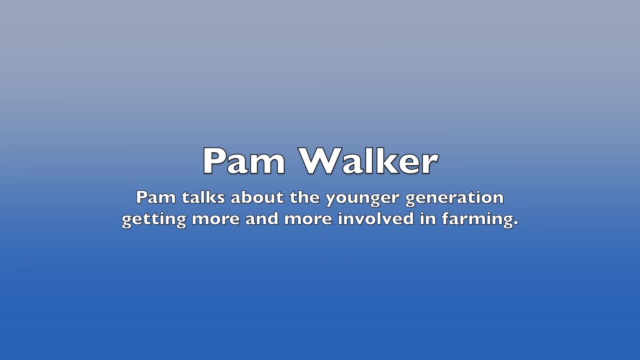 Pam Walker
Pam talks about the younger generation
getting more and more involved in farming.